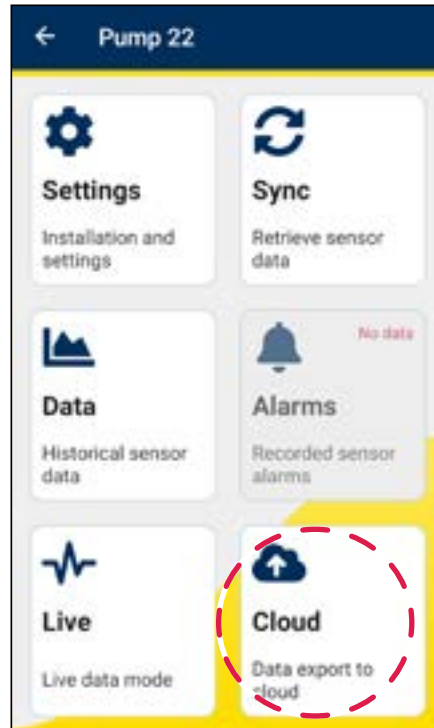 Pump 22
Settings
Installation and
settings
Sync
Retrieve sensor
data
Data
Historical sensor
data
No data
Alarms
Recorded sensor
alarms
Live
Live data mode
Cloud
Data export to
cloud